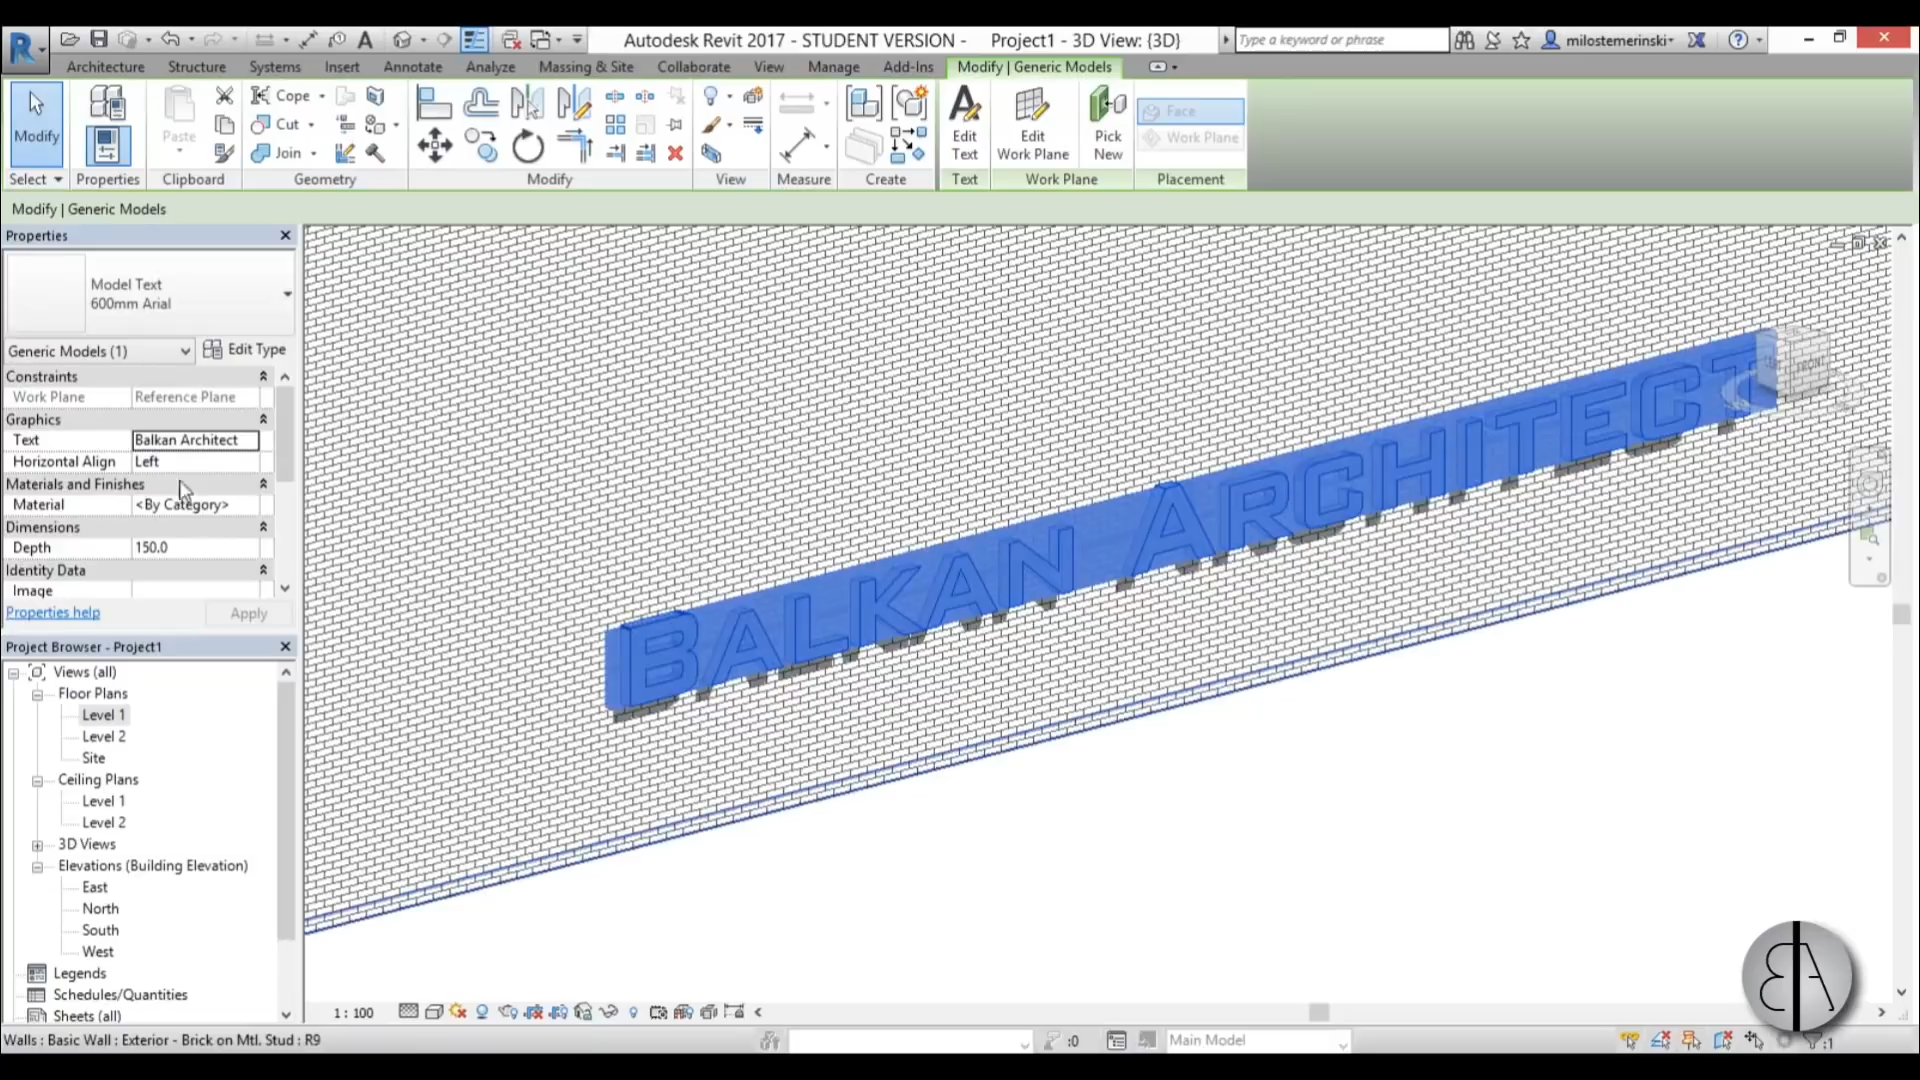 Autodesk Revit 2017 - STUDENT VERSION - Project1 - 3D View: {3D}
Type a keyword or phrase
milostemerinski
Architecture Structure Systems Insert Annotate Analyze Massing & Site Collaborate View Manage Add-Ins Modify | Generic Models
Modify
Paste
Cope
Cut
Join
Edit Text
Edit Work Plane
Pick New
Face
Work Plane
Select Properties Clipboard Geometry Modify View Measure Create Text Work Plane Placement
Modify | Generic Models
Properties
Model Text
600mm Arial
Generic Models (1) Edit Type
Constraints
Work Plane Reference Plane
Graphics
Text Balkan Architect
Horizontal Align Left
Materials and Finishes
Material <By Category>
Dimensions
Depth 150.0
Identity Data
Image
Properties help Apply
Project Browser - Project1
Views (all)
Floor Plans
Level 1
Level 2
Site
Ceiling Plans
Level 1
Level 2
3D Views
Elevations (Building Elevation)
East
North
South
West
Legends
Schedules/Quantities
Sheets (all)
BALKAN ARCHITECT
FRONT
1 : 100
Walls : Basic Wall : Exterior - Brick on Mtl. Stud : R9
:0
Main Model
:1